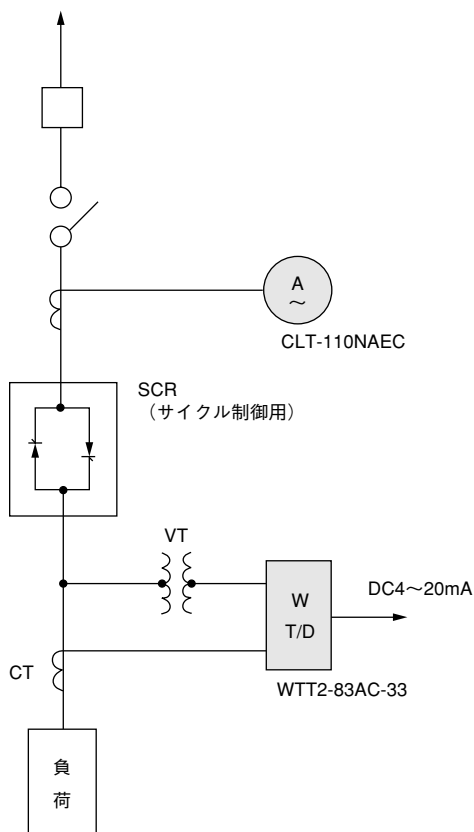 A
～
CLT-110NAEC
SCR
（サイクル制御用）
VT
W
T/D
DC4～20mA
WTT2-83AC-33
CT
負
荷